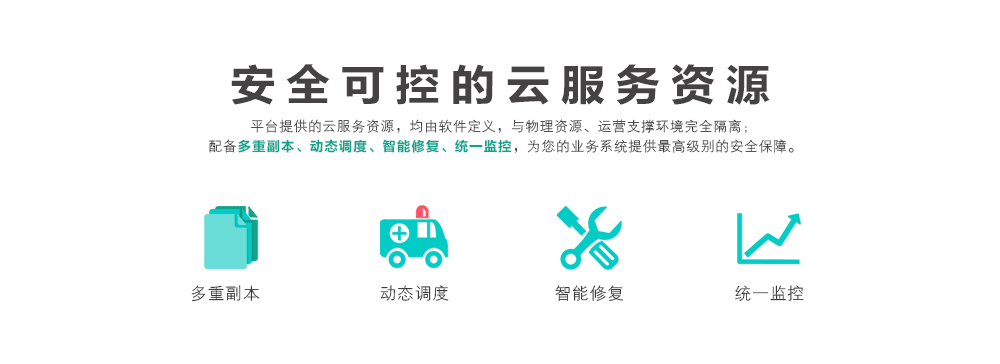 安全可控的云服务资源
平台提供的云服务资源，均由软件定义，与物理资源、运营支撑环境完全隔离；
配备多重副本、动态调度、智能修复、统一监控，为您的业务系统提供最高级别的安全保障。
多重副本
动态调度
智能修复
统一监控